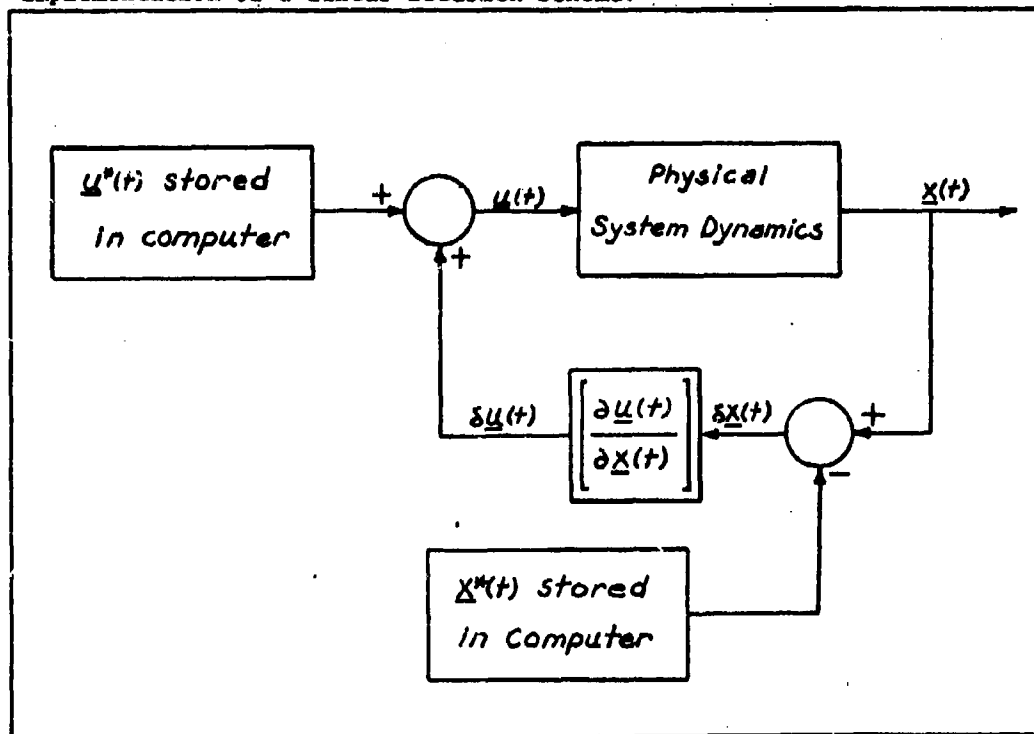 u*(t) stored
in computer
+
+
u(t)
Physical
System Dynamics
x(t)
δu(t)
[∂u(t)
∂x(t)]
δx(t)
+
−
x*(t) stored
in Computer